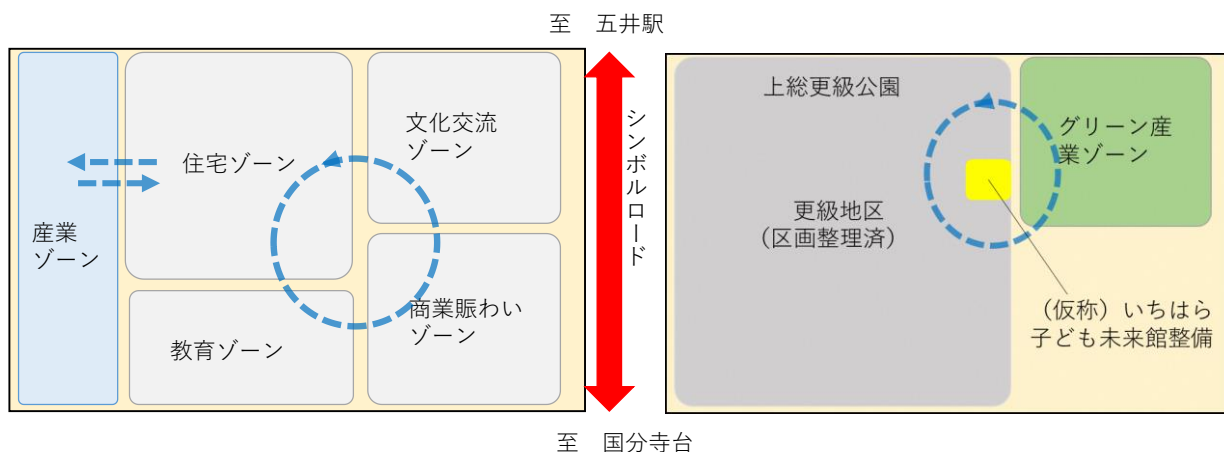 至　五井駅
文化交流
ゾーン
住宅ゾーン
産業
ゾーン
商業賑わい
ゾーン
教育ゾーン
シンボルロード
上総更級公園
グリーン産
業ゾーン
更級地区
(区画整理済)
(仮称) いちはら
子ども未来館整備
至　国分寺台